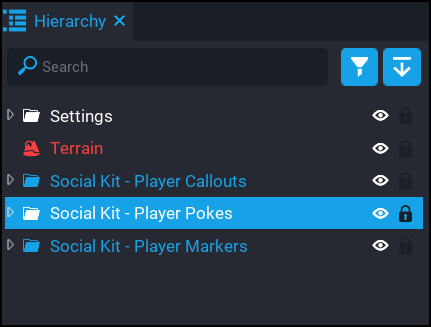 Hierarchy
Search
Settings
Terrain
Social Kit - Player Callouts
Social Kit - Player Pokes
Social Kit - Player Markers